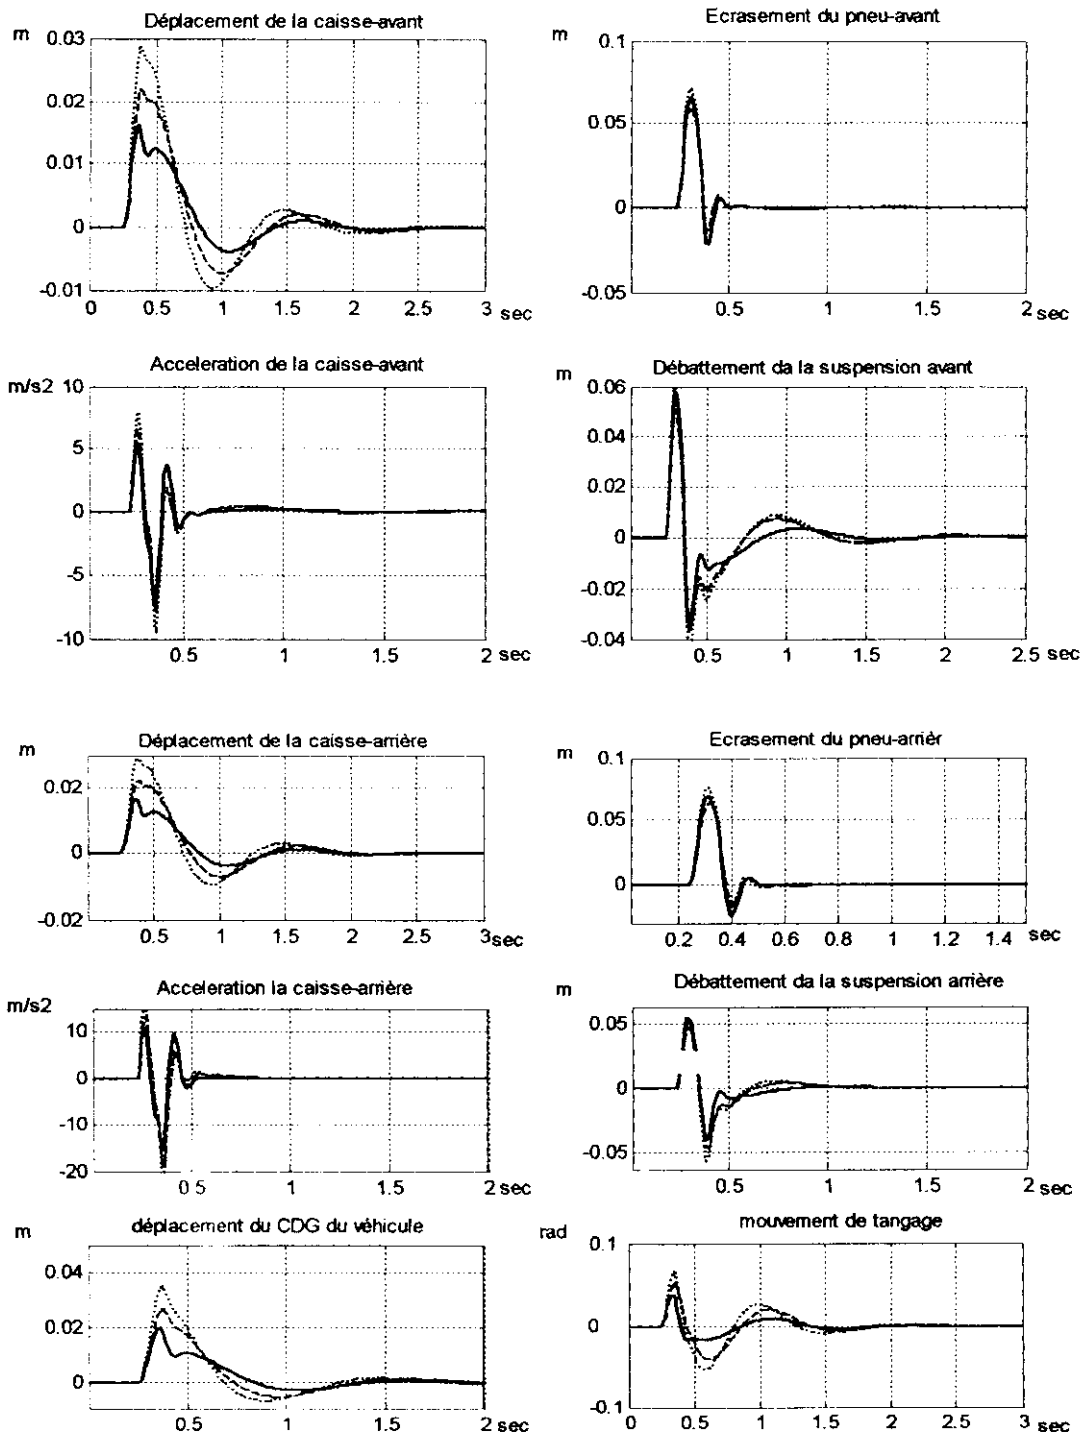 Déplacement de la caisse-avant
m
0.03
0.02
0.01
0
-0.01
0 0.5 1 1.5 2 2.5 3 sec
Ecrasement du pneu-avant
m
0.1
0.05
0
-0.05
0.5 1 1.5 2 sec
Acceleration de la caisse-avant
m/s2
10
5
0
-5
-10
0.5 1 1.5 2 sec
Débattement da la suspension avant
m
0.06
0.04
0.02
0
-0.02
-0.04
0.5 1 1.5 2 2.5 sec
Déplacement de la caisse-arrière
m
0.02
0
-0.02
0.5 1 1.5 2 2.5 3 sec
Ecrasement du pneu-arrièr
m
0.1
0.05
0
0.2 0.4 0.6 0.8 1 1.2 1.4 sec
Acceleration la caisse-arrière
m/s2
10
0
-10
-20
0 5 1 1.5 2 sec
Débattement da la suspension arrière
m
0.05
0
-0.05
0.5 1 1.5 2 sec
déplacement du CDG du véhicule
m
0.04
0.02
0
0.5 1 1.5 2 sec
mouvement de tangage
rad
0.1
0
-0.1
0 0.5 1 1.5 2 2.5 3 sec